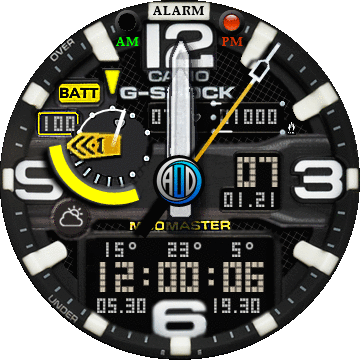 ALARM
AM PM
12
CASIO
G-SHOCK
OVER
BATT
100
1000
07
01.21
3
MUDMASTER
15° 23° 5°
12:00:06
05.30 19.30
6
UNDER